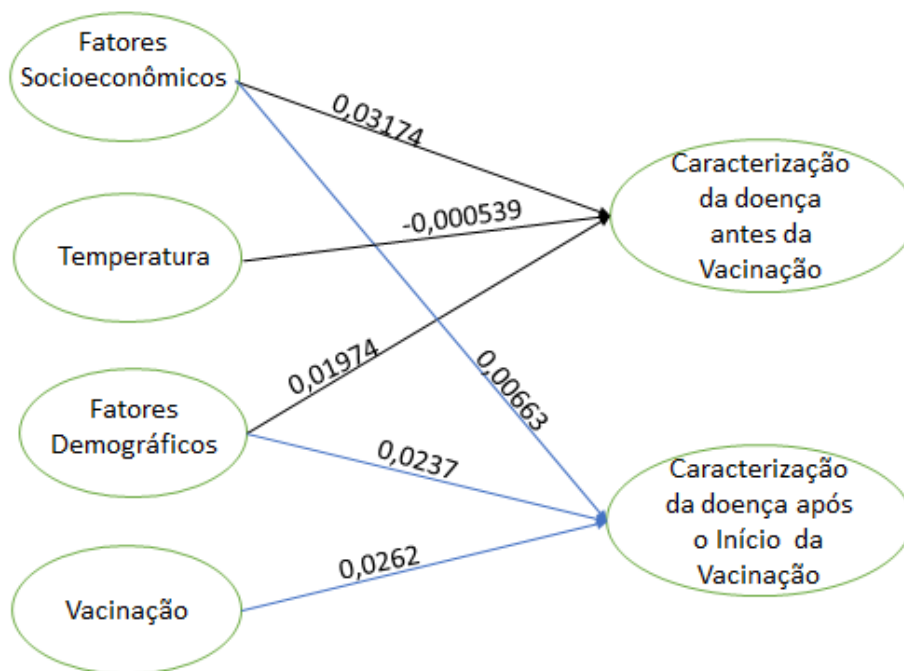 Fatores
Socioeconômicos
0,03174
Caracterização
da doença
antes da
Vacinação
-0,000539
Temperatura
0,01974
0,00663
Fatores
Demográficos
0,0237
Caracterização
da doença após
o Início da
Vacinação
0,0262
Vacinação